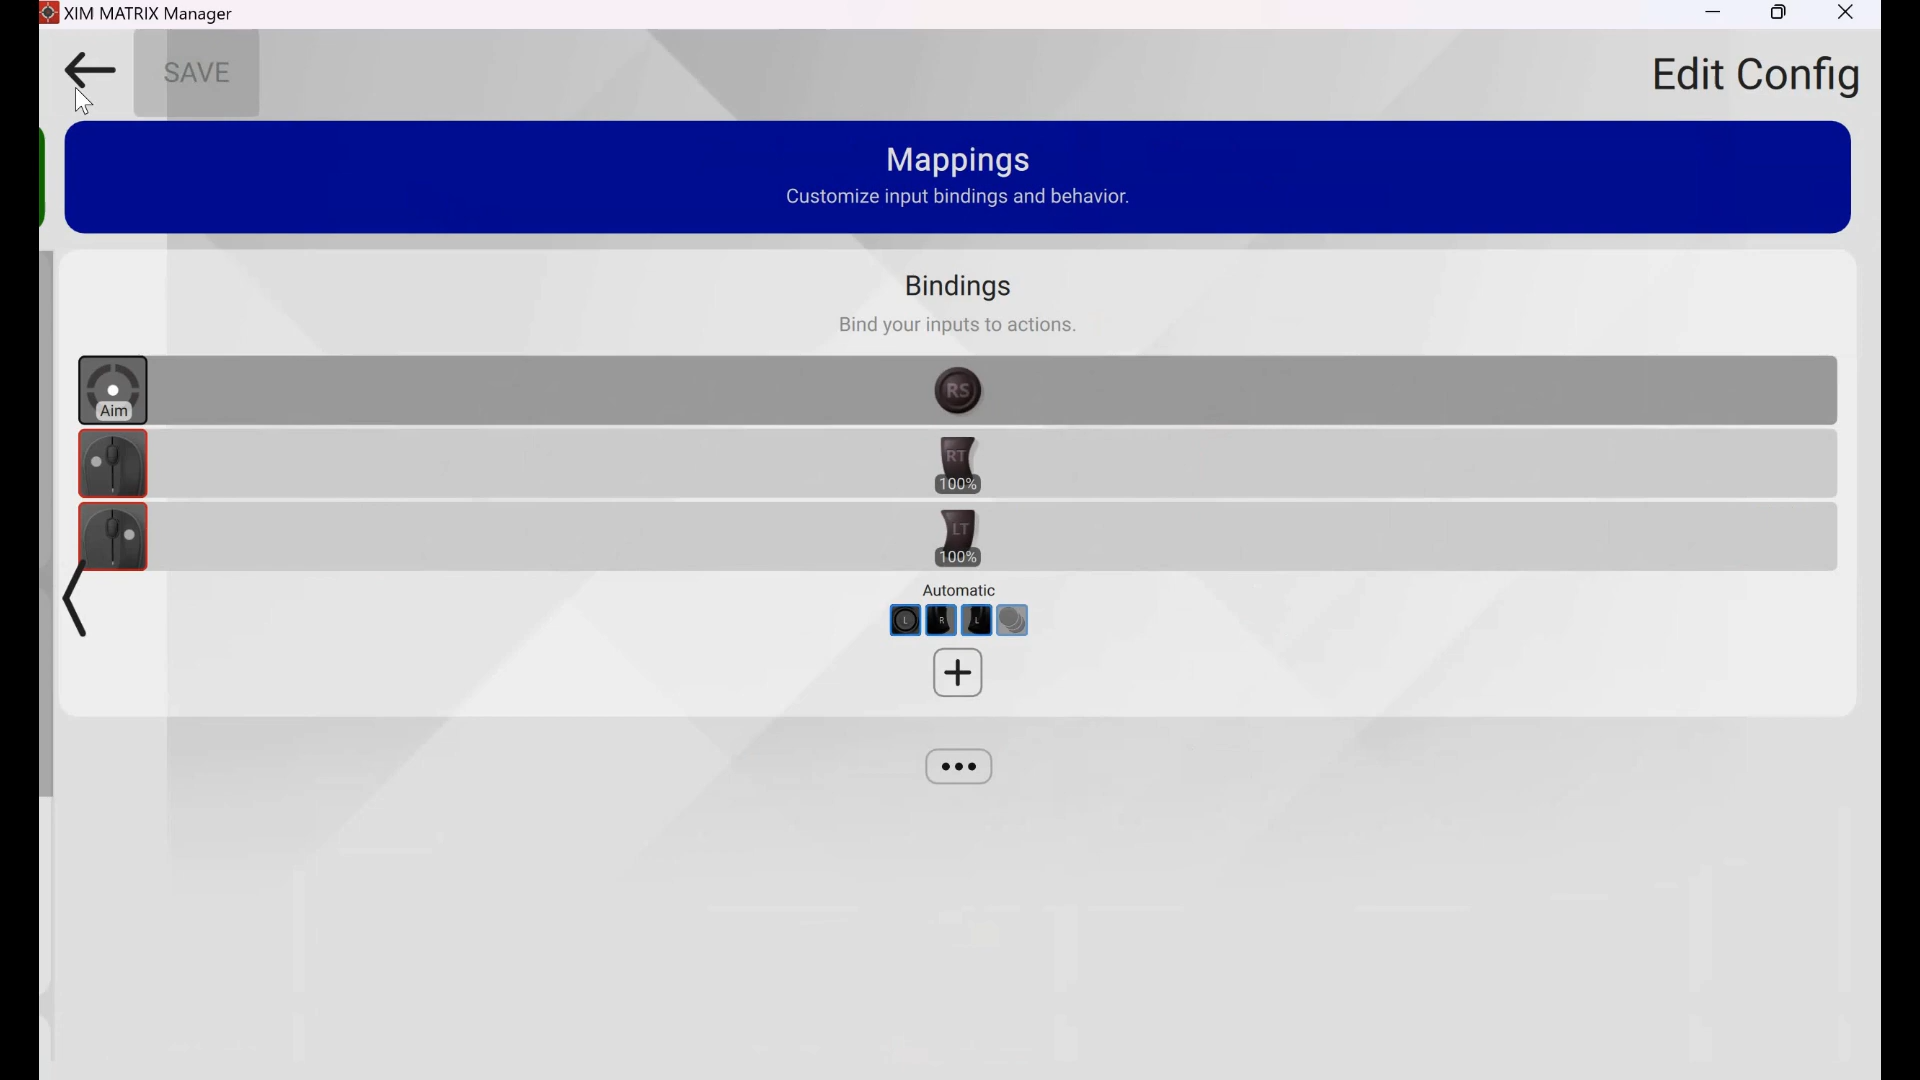 XIM MATRIX Manager
SAVE
Edit Config
Mappings
Customize input bindings and behavior.
Bindings
Bind your inputs to actions.
Aim
RS
RT
100%
LT
100%
Automatic
L R L